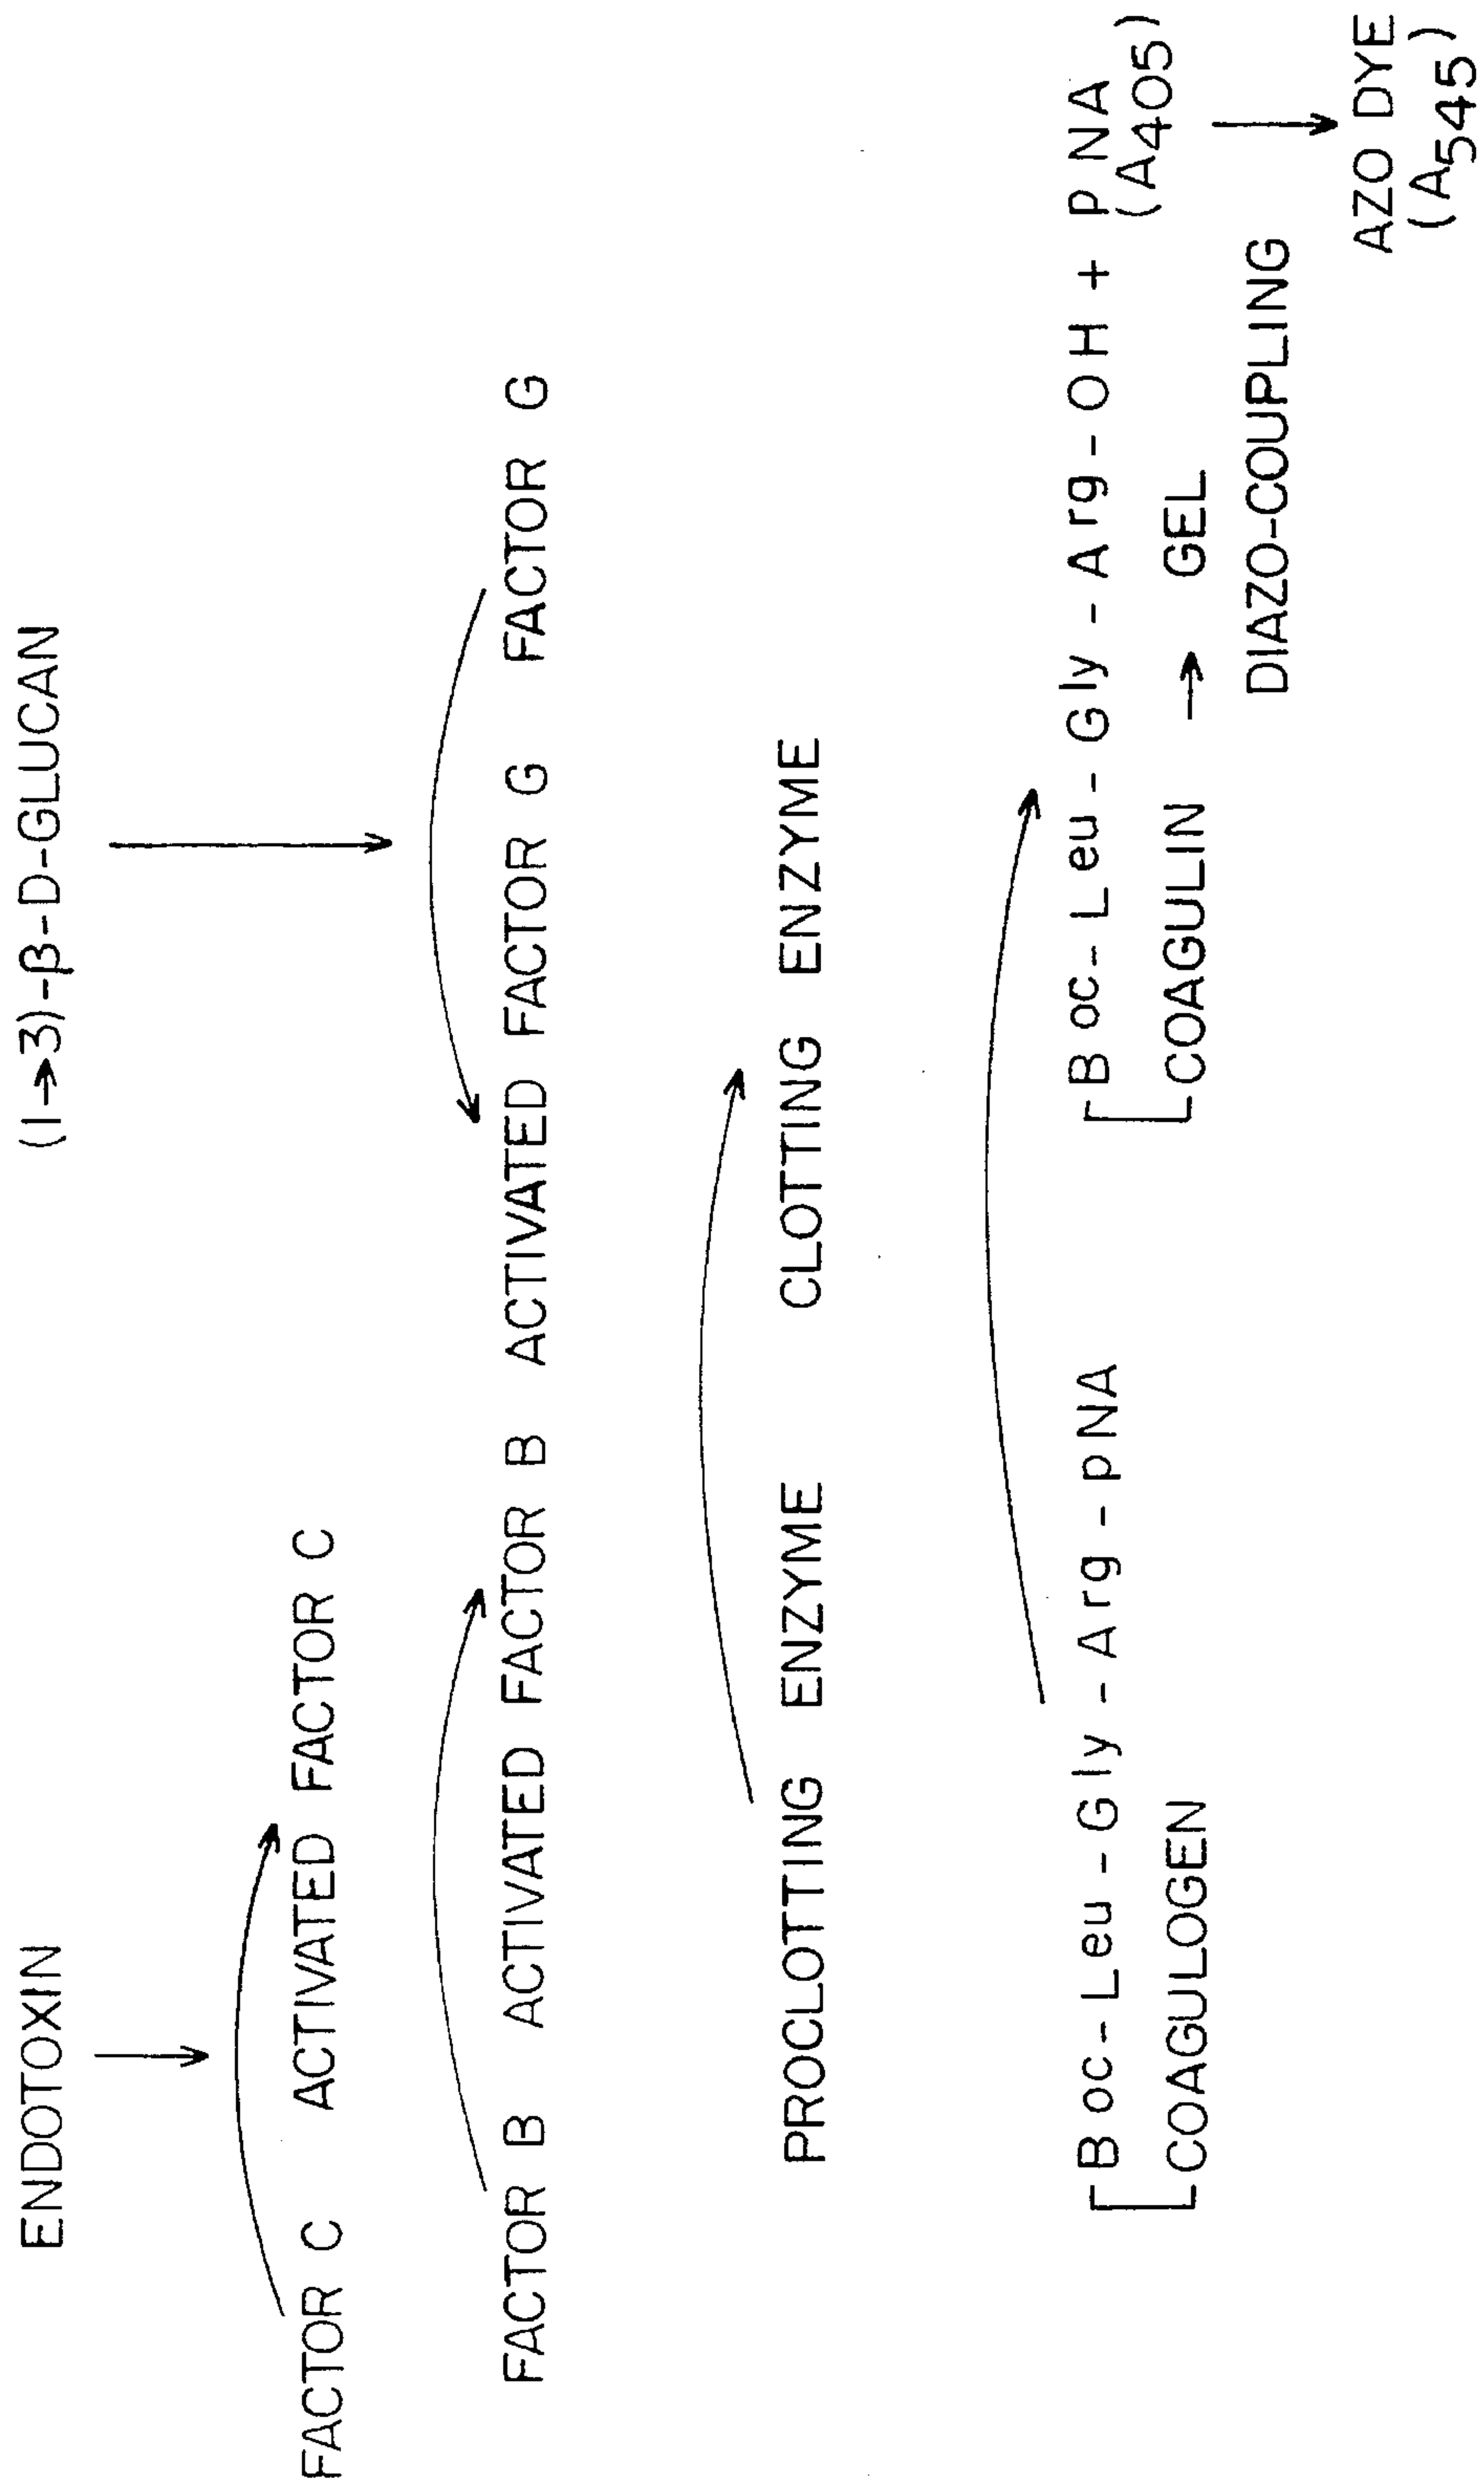 ENDOTOXIN (1→3)-β-D-GLUCAN
FACTOR C ACTIVATED FACTOR C
FACTOR B ACTIVATED FACTOR B ACTIVATED FACTOR G FACTOR G
PROCLOTTING ENZYME CLOTTING ENZYME
[Boc-Leu-Gly-Arg-pNA [Boc-Leu-Gly-Arg-OH + pNA
(A405)
COAGULOGEN COAGULIN → GEL
DIAZO-COUPLING
AZO DYE
(A545)